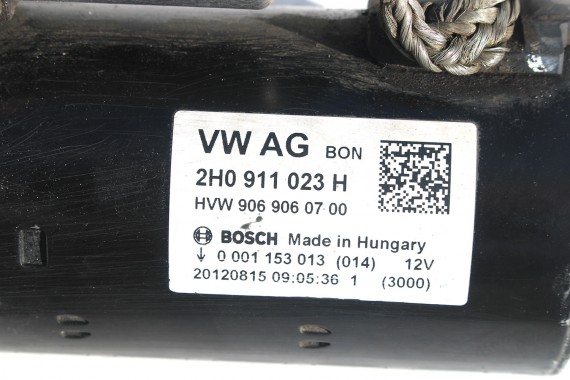 VW AG BON
2H0 911 023 H
HVW 906 906 07 00
BOSCH Made in Hungary
0 001 153 013 (014) 12V
20120815 09:05:36 1 (3000)